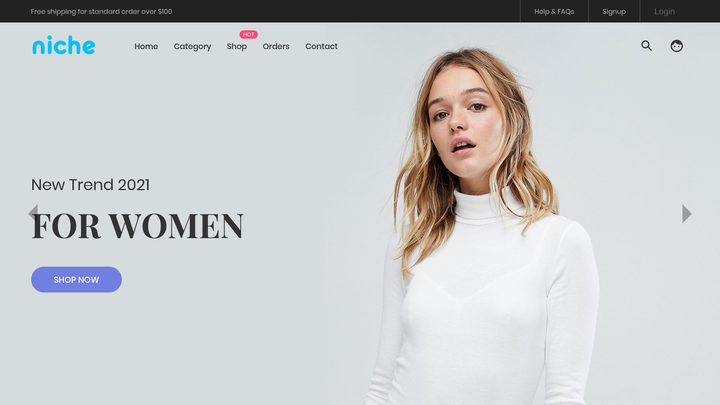 Free shipping for standard order over $100
Help & FAQs
Signup
Login
niche
Home
Category
Shop
HOT
Orders
Contact
New Trend 2021
FOR WOMEN
SHOP NOW